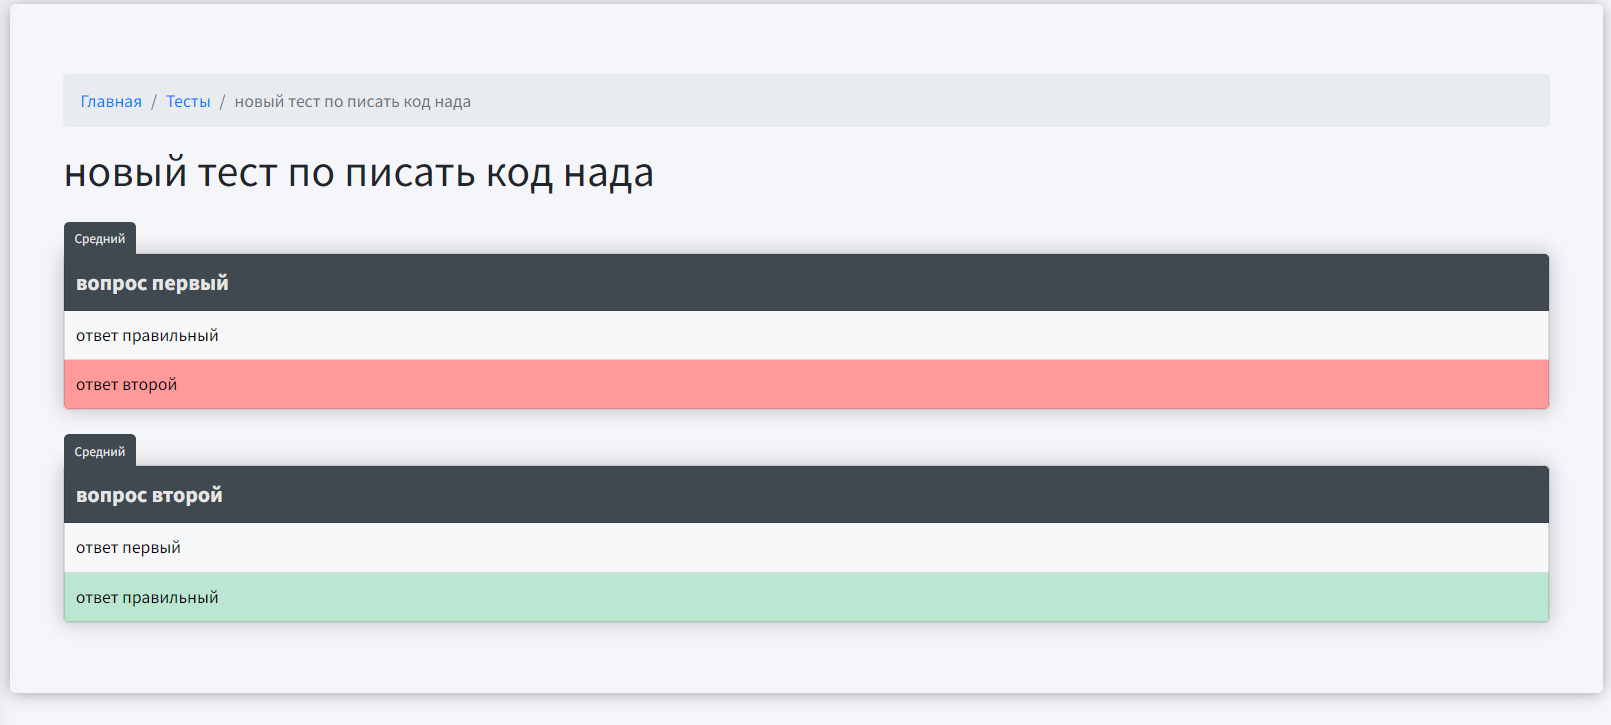 Главная / Тесты / новый тест по писать код нада
новый тест по писать код нада
Средний
вопрос первый
ответ правильный
ответ второй
Средний
вопрос второй
ответ первый
ответ правильный